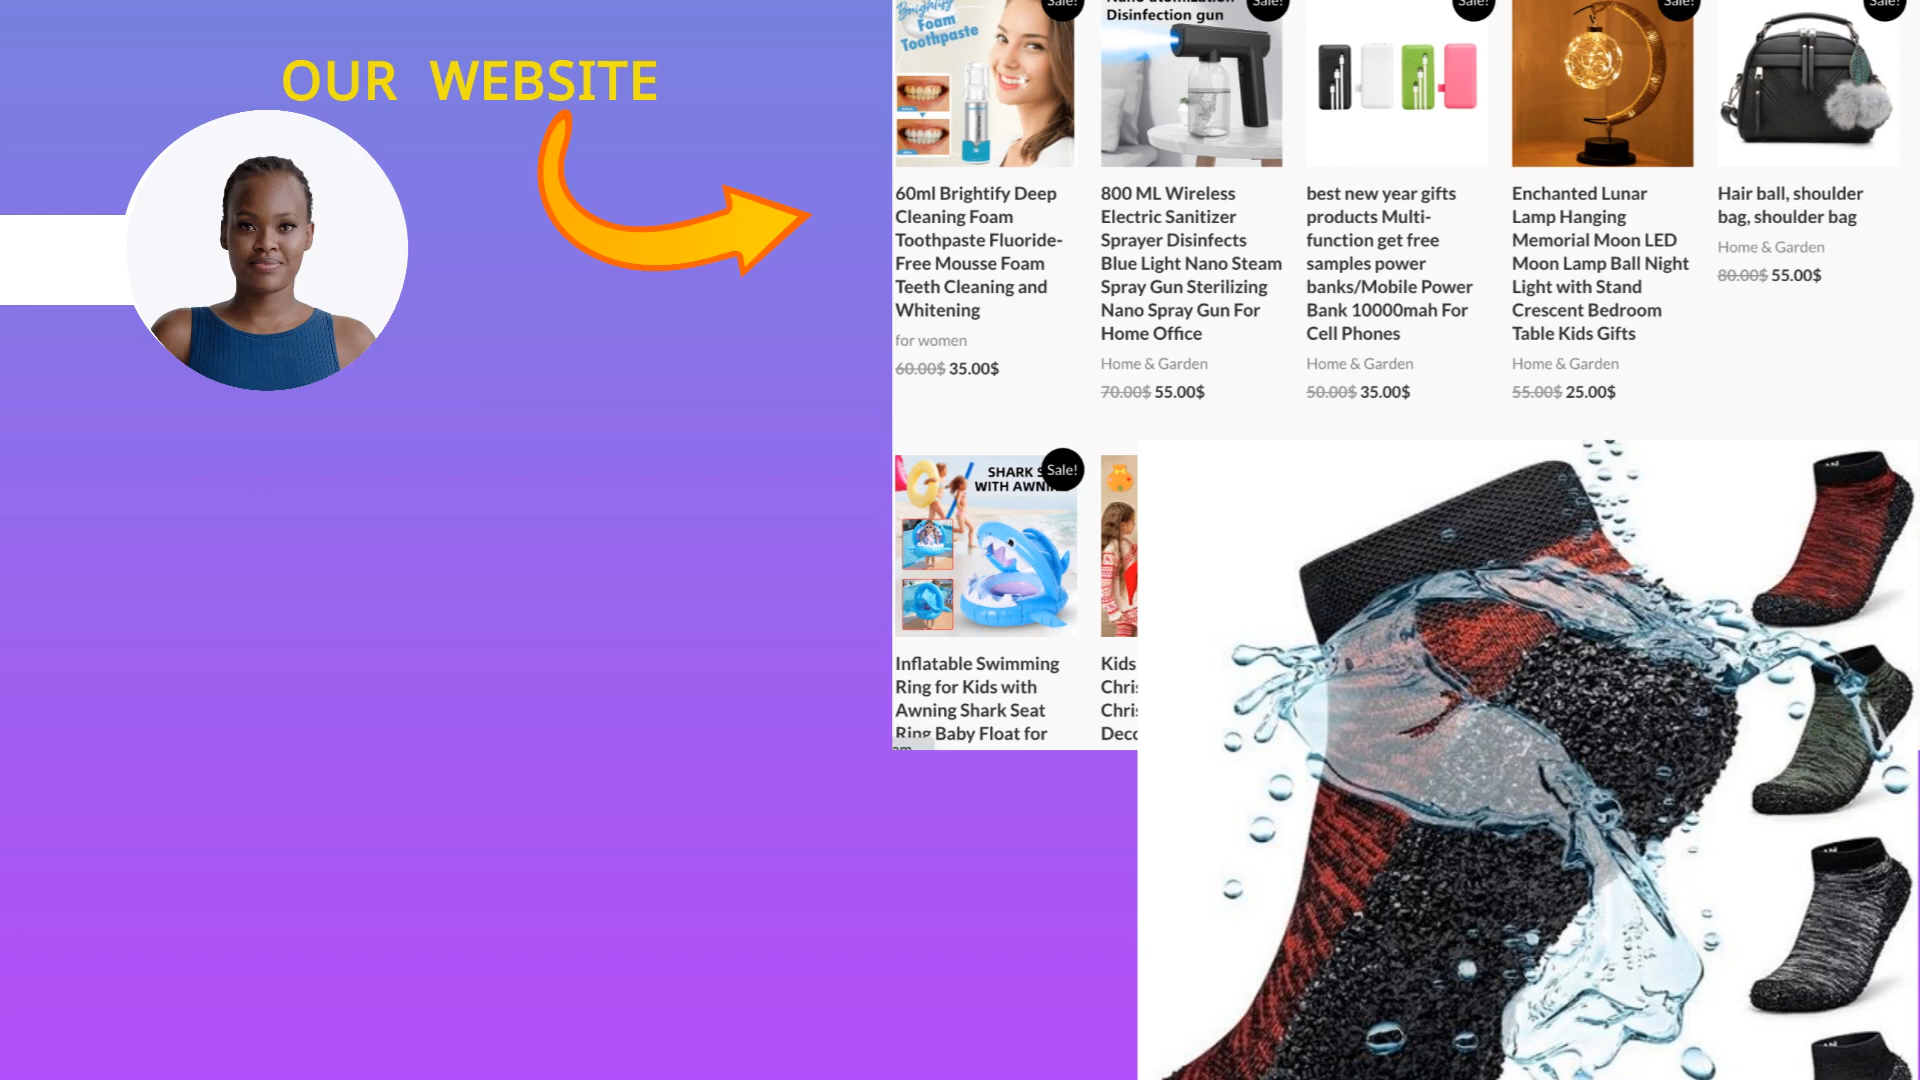 OUR WEBSITE
Brightify
Foam
Toothpaste
Sale!
60ml Brightify Deep
Cleaning Foam
Toothpaste Fluoride-
Free Mousse Foam
Teeth Cleaning and
Whitening
for women
60.00$ 35.00$
Disinfection gun
Sale!
800 ML Wireless
Electric Sanitizer
Sprayer Disinfects
Blue Light Nano Steam
Spray Gun Sterilizing
Nano Spray Gun For
Home Office
Home & Garden
70.00$ 55.00$
Sale!
best new year gifts
products Multi-
function get free
samples power
banks/Mobile Power
Bank 10000mah For
Cell Phones
Home & Garden
50.00$ 35.00$
Sale!
Enchanted Lunar
Lamp Hanging
Memorial Moon LED
Moon Lamp Ball Night
Light with Stand
Crescent Bedroom
Table Kids Gifts
Home & Garden
55.00$ 25.00$
Sale!
Hair ball, shoulder
bag, shoulder bag
Home & Garden
80.00$ 55.00$
SHARK
WITH
Sale!
Inflatable Swimming
Ring for Kids with
Awning Shark Seat
Ring Baby Float for
Kids
Chris
Chris
Deco